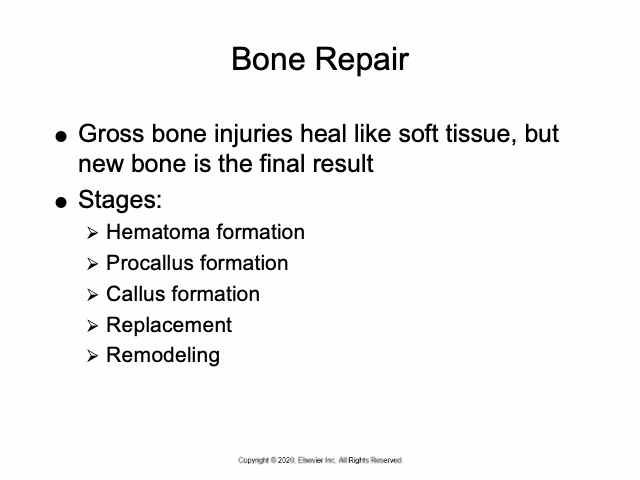 Bone Repair
● Gross bone injuries heal like soft tissue, but
new bone is the final result
● Stages:
➢ Hematoma formation
➢ Procallus formation
➢ Callus formation
➢ Replacement
➢ Remodeling
Copyright © 2020, Elsevier Inc. All Rights Reserved.